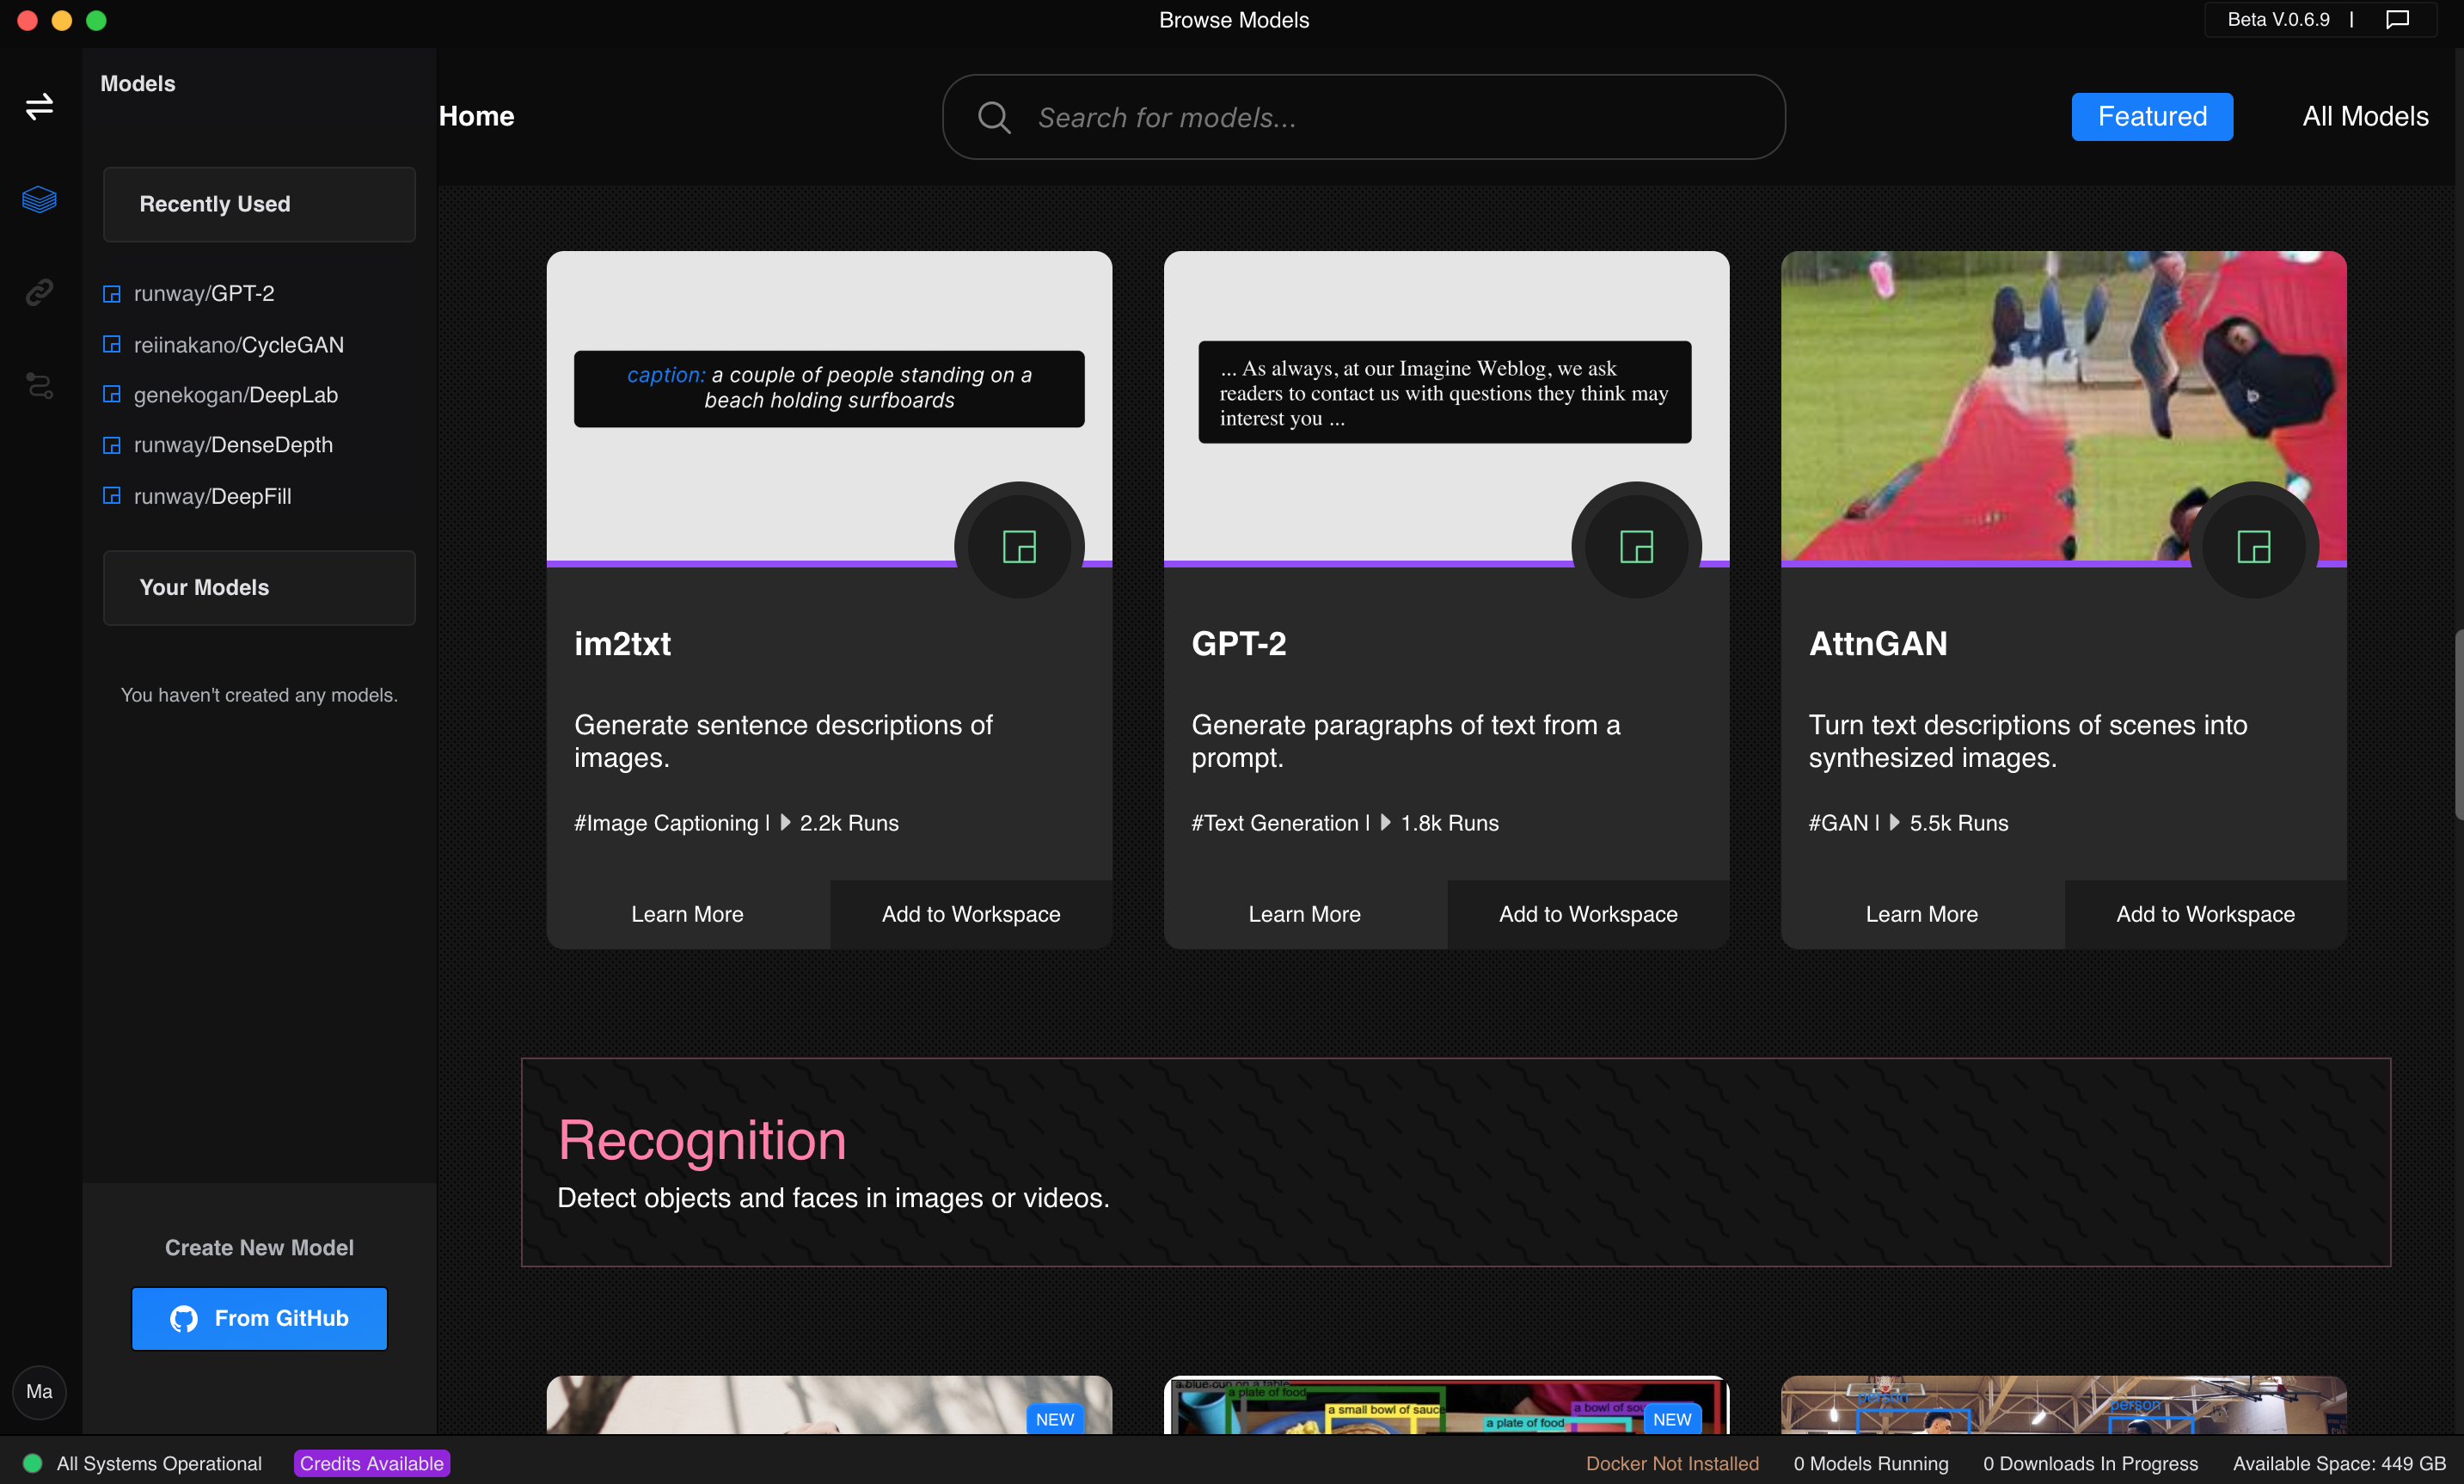 Browse Models
Beta V.0.6.9 |
Models
Home
Search for models...
Featured
All Models
Recently Used
runway/GPT-2
reiinakano/CycleGAN
genekogan/DeepLab
runway/DenseDepth
runway/DeepFill
Your Models
You haven't created any models.
Create New Model
From GitHub
Ma
caption: a couple of people standing on a
beach holding surfboards
im2txt
Generate sentence descriptions of
images.
#Image Captioning | 2.2k Runs
Learn More
Add to Workspace
... As always, at our Imagine Weblog, we ask
readers to contact us with questions they think may
interest you ...
GPT-2
Generate paragraphs of text from a
prompt.
#Text Generation | 1.8k Runs
Learn More
Add to Workspace
AttnGAN
Turn text descriptions of scenes into
synthesized images.
#GAN | 5.5k Runs
Learn More
Add to Workspace
Recognition
Detect objects and faces in images or videos.
NEW
a blue cup on a table
a plate of food
a small bowl of sauce
a plate of food
a bowl of
NEW
person
person
All Systems Operational
Credits Available
Docker Not Installed
0 Models Running
0 Downloads In Progress
Available Space: 449 GB